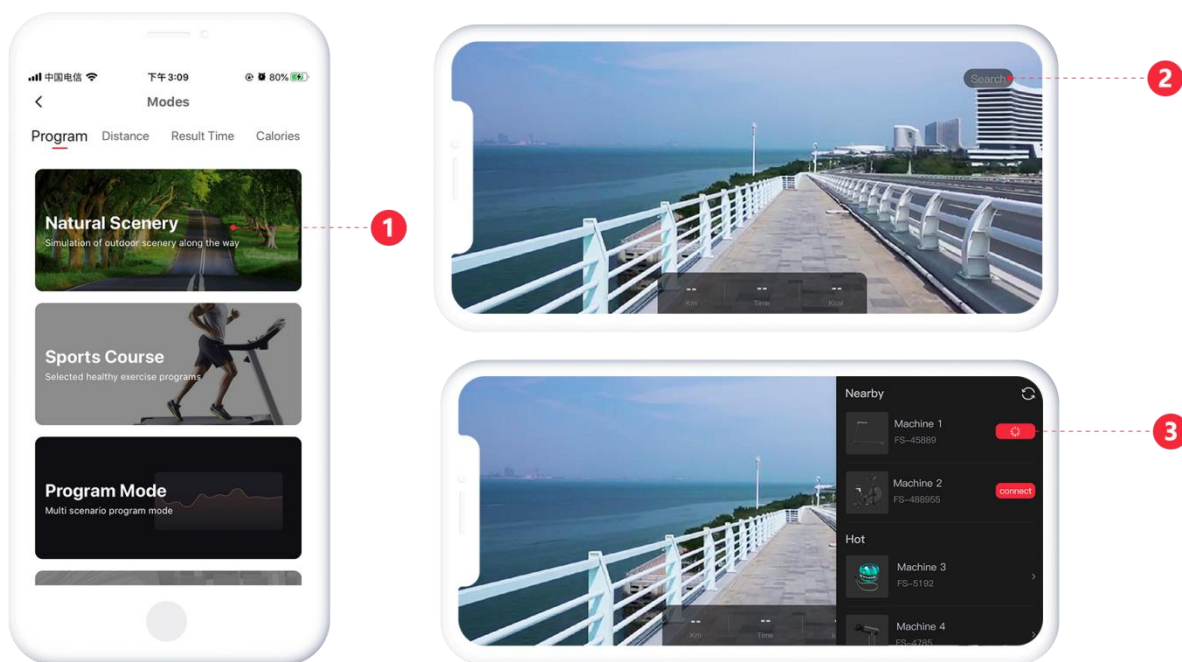 中国电信
下午3:09
80%
Modes
Program
Distance
Result Time
Calories
Natural Scenery
Simulation of outdoor scenery along the way
Sports Course
Selected healthy exercise programs
Program Mode
Multi scenario program mode
1
Search
2
--
--
--
Km
Time
Kcal
Nearby
Machine 1
FS-45889
3
Machine 2
FS-488955
connect
Hot
Machine 3
FS-5192
Machine 4
FS-4785
--
--
Km
Time